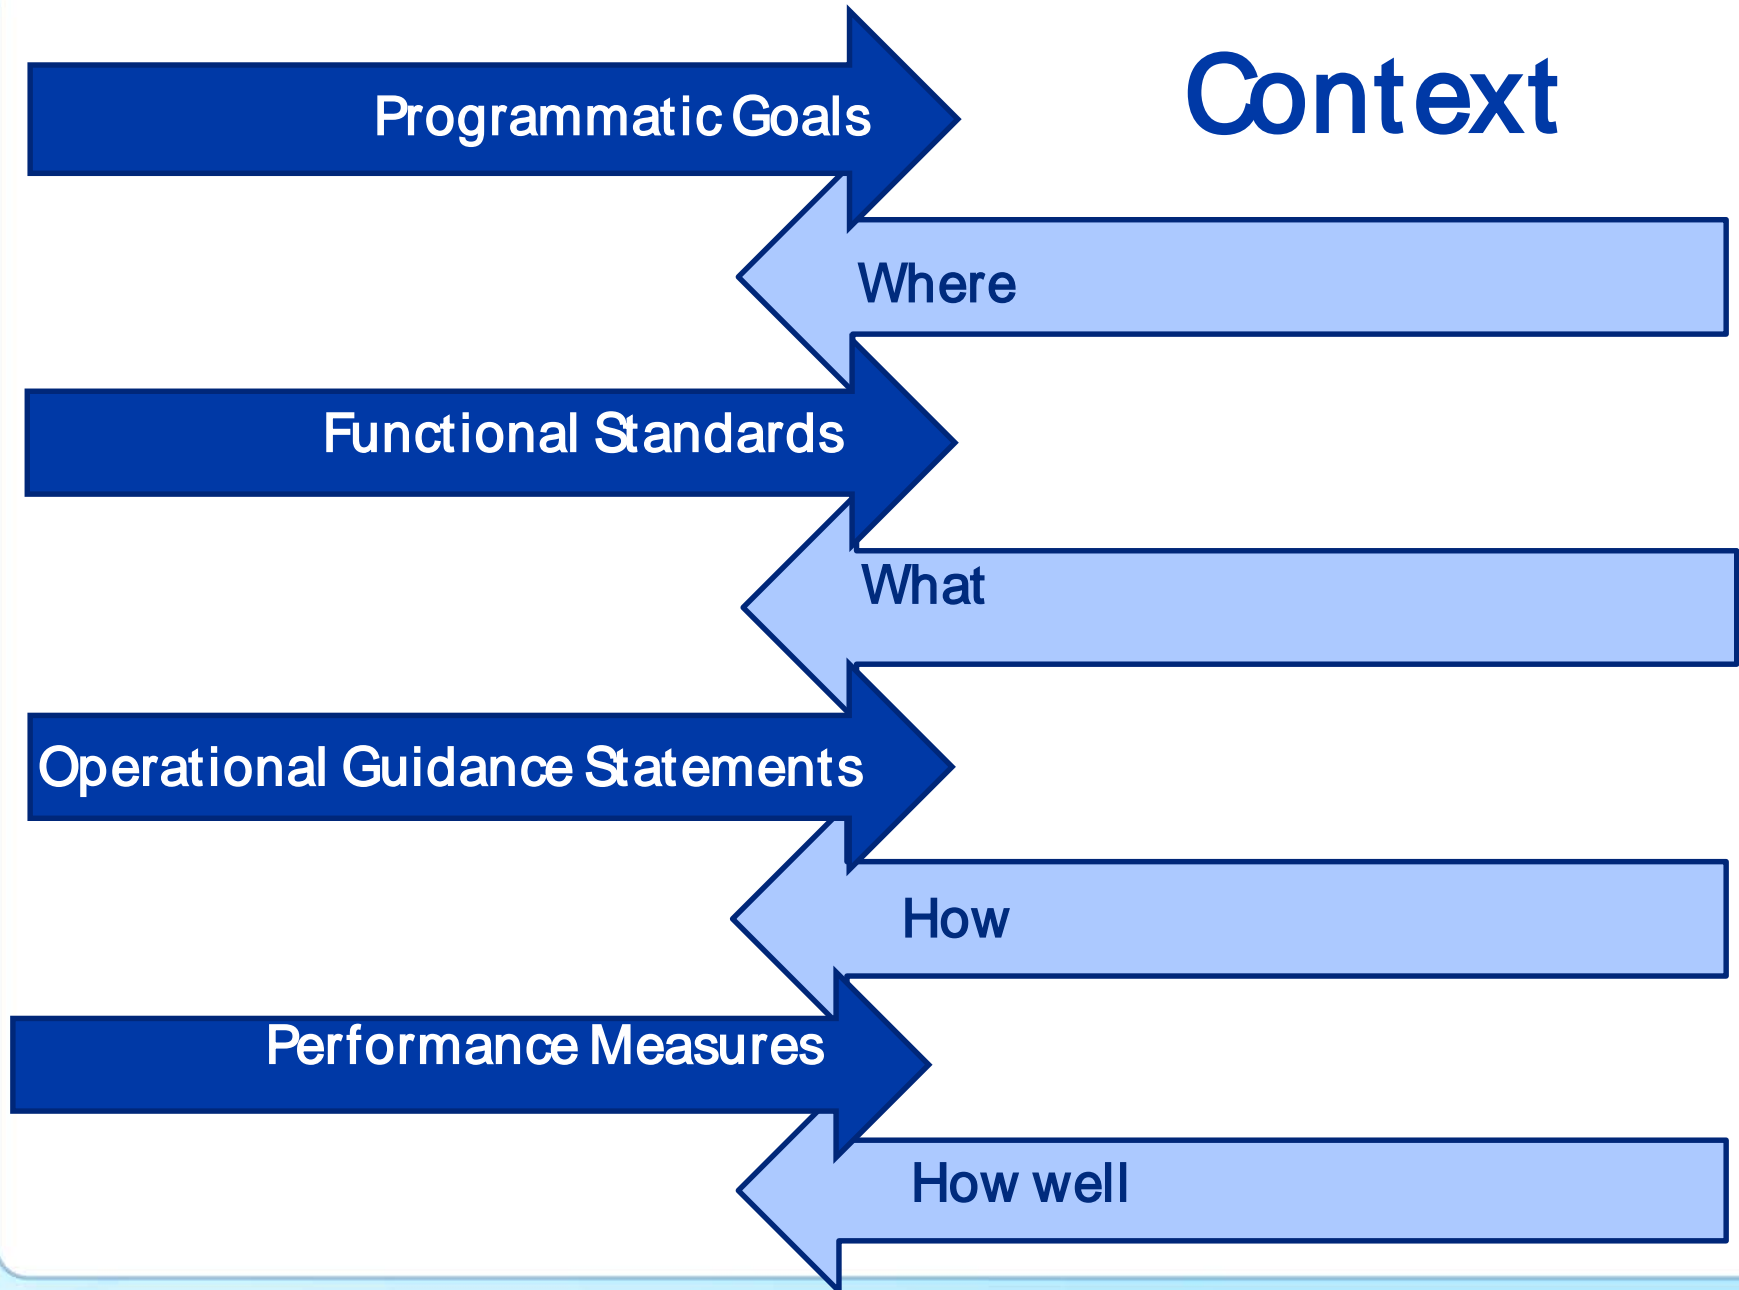 Context
Programmatic Goals
Where
Functional Standards
What
Operational Guidance Statements
How
Performance Measures
How well